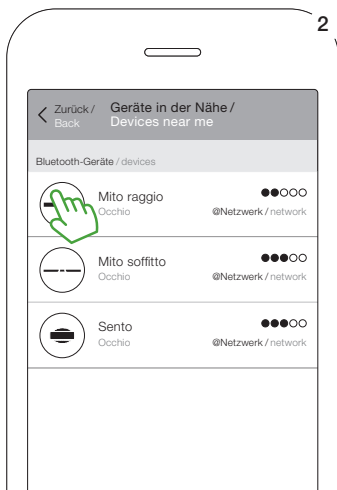 2
Zurück / Back
Geräte in der Nähe /
Devices near me
Bluetooth-Geräte / devices
Mito raggio
Occhio
@Netzwerk / network
Mito soffitto
Occhio
@Netzwerk / network
Sento
Occhio
@Netzwerk / network